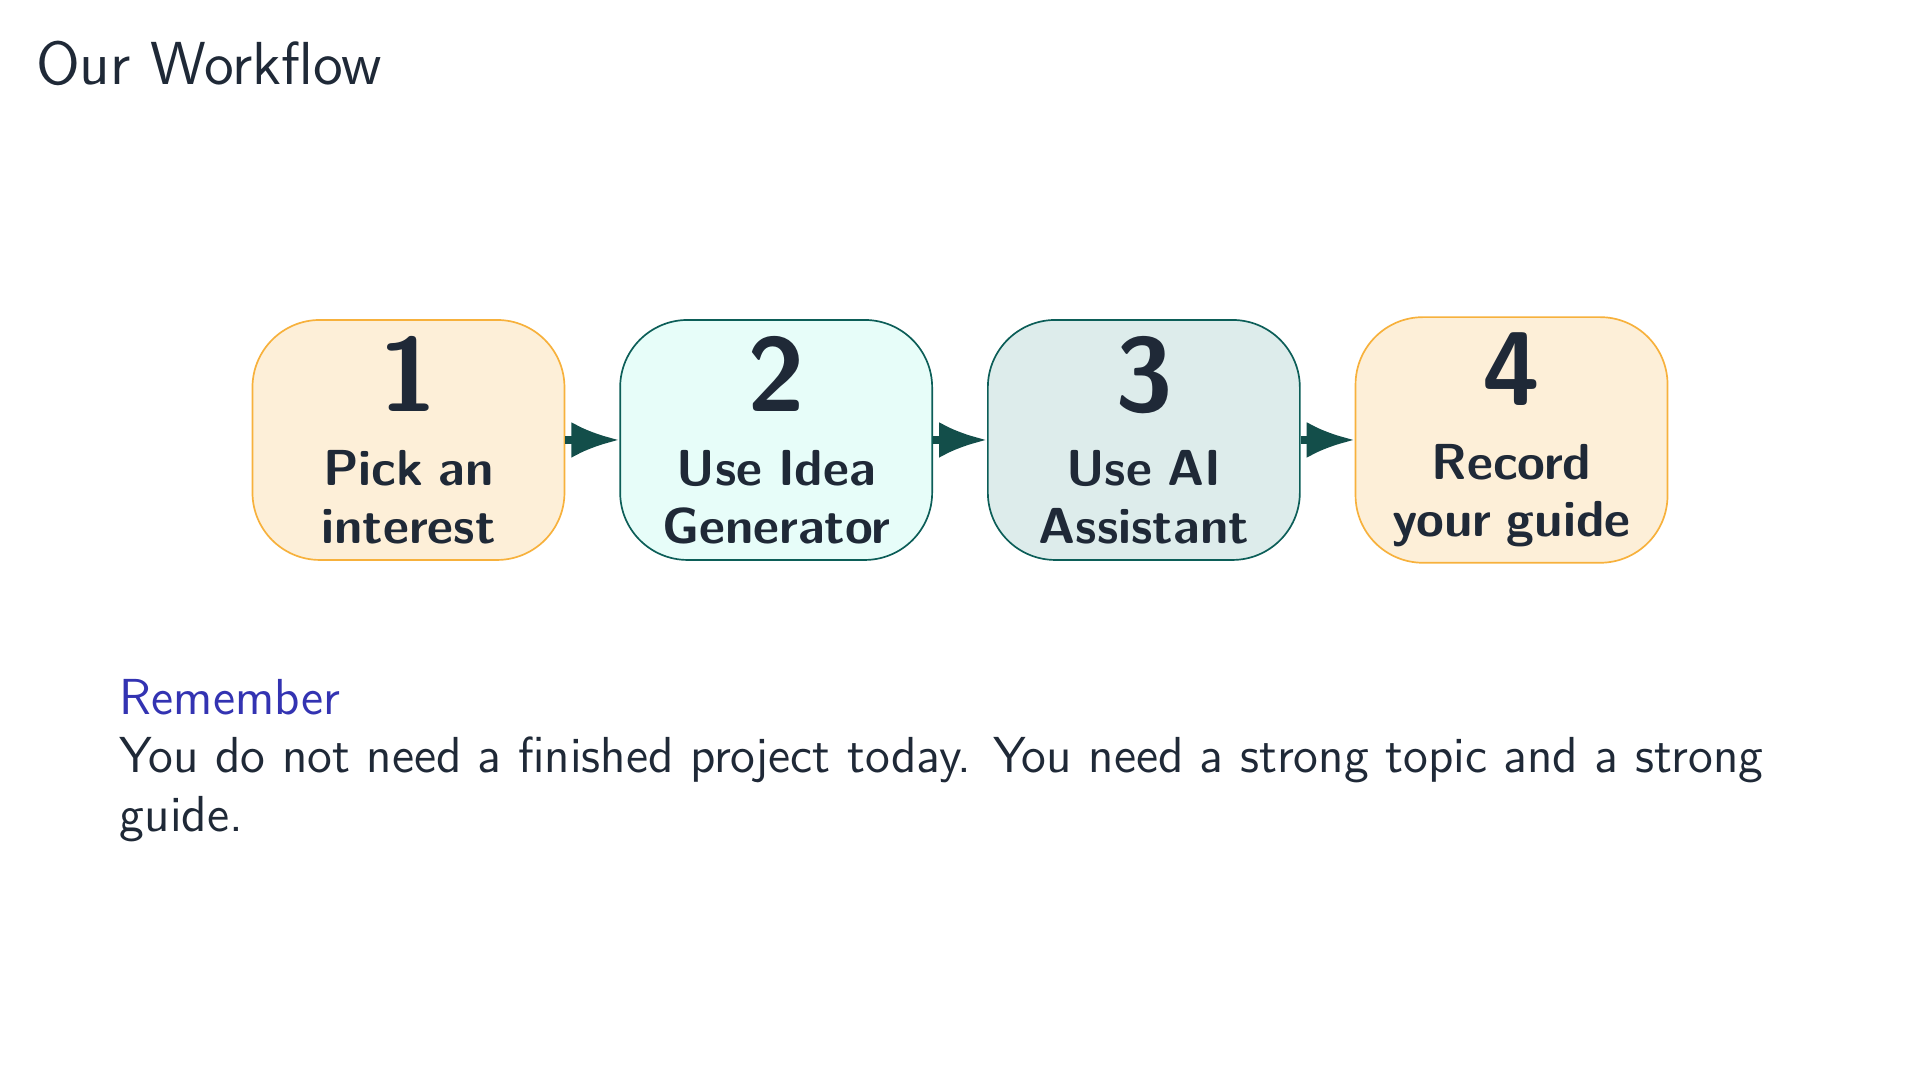 Our Workflow
1
Pick an
interest
2
Use Idea
Generator
3
Use AI
Assistant
4
Record
your guide
Remember
You do not need a finished project today. You need a strong topic and a strong
guide.